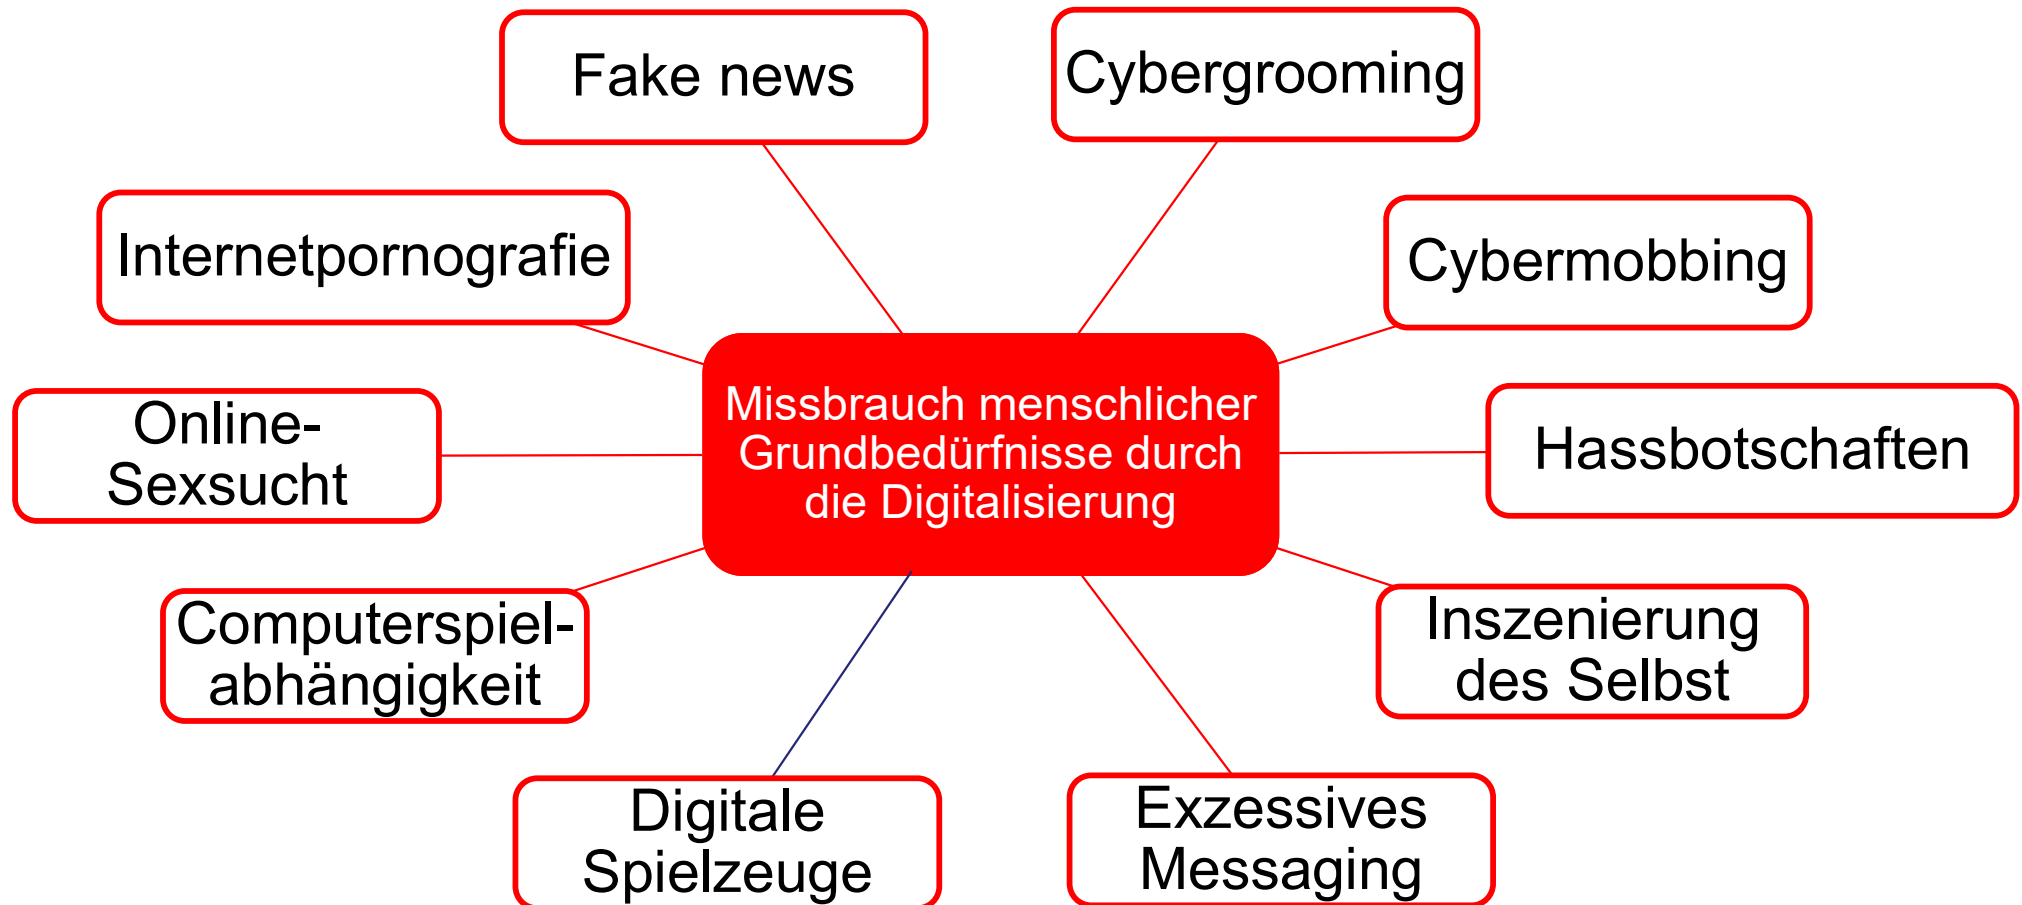 Fake news
Cybergrooming
Internetpornografie
Cybermobbing
Missbrauch menschlicher
Grundbedürfnisse durch
die Digitalisierung
Online-
Sexsucht
Hassbotschaften
Computerspiel-
abhängigkeit
Inszenierung
des Selbst
Digitale
Spielzeuge
Exzessives
Messaging